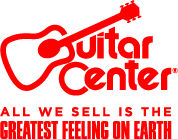 Guitar
Center®
ALL WE SELL IS THE
GREATEST FEELING ON EARTH